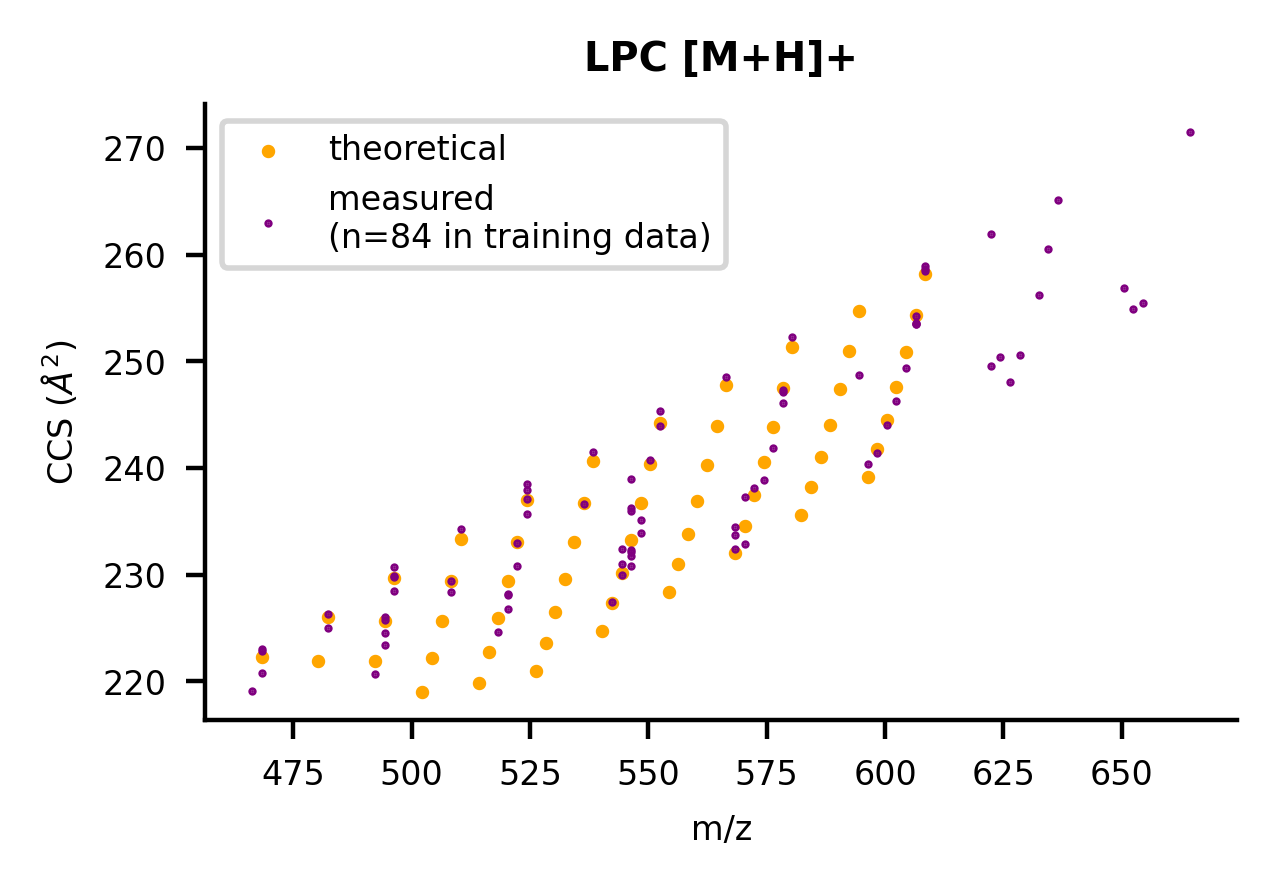 LPC [M+H]+
theoretical
measured
(n=84 in training data)
CCS (Å²)
270
260
250
240
230
220
475 500 525 550 575 600 625 650
m/z